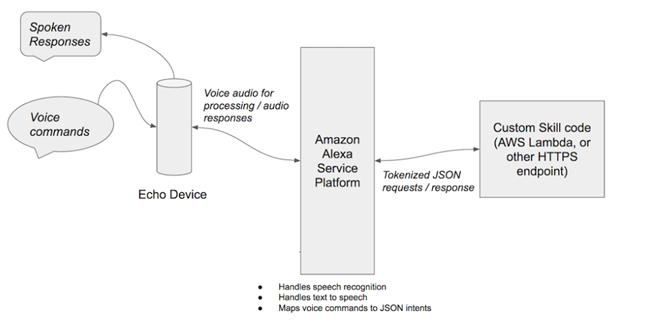 Spoken
Responses
Voice
commands
Echo Device
Voice audio for
processing / audio
responses
Amazon
Alexa
Service
Platform
Tokenized JSON
requests / response
Custom Skill code
(AWS Lambda, or
other HTTPS
endpoint)
● Handles speech recognition
● Handles text to speech
● Maps voice commands to JSON intents